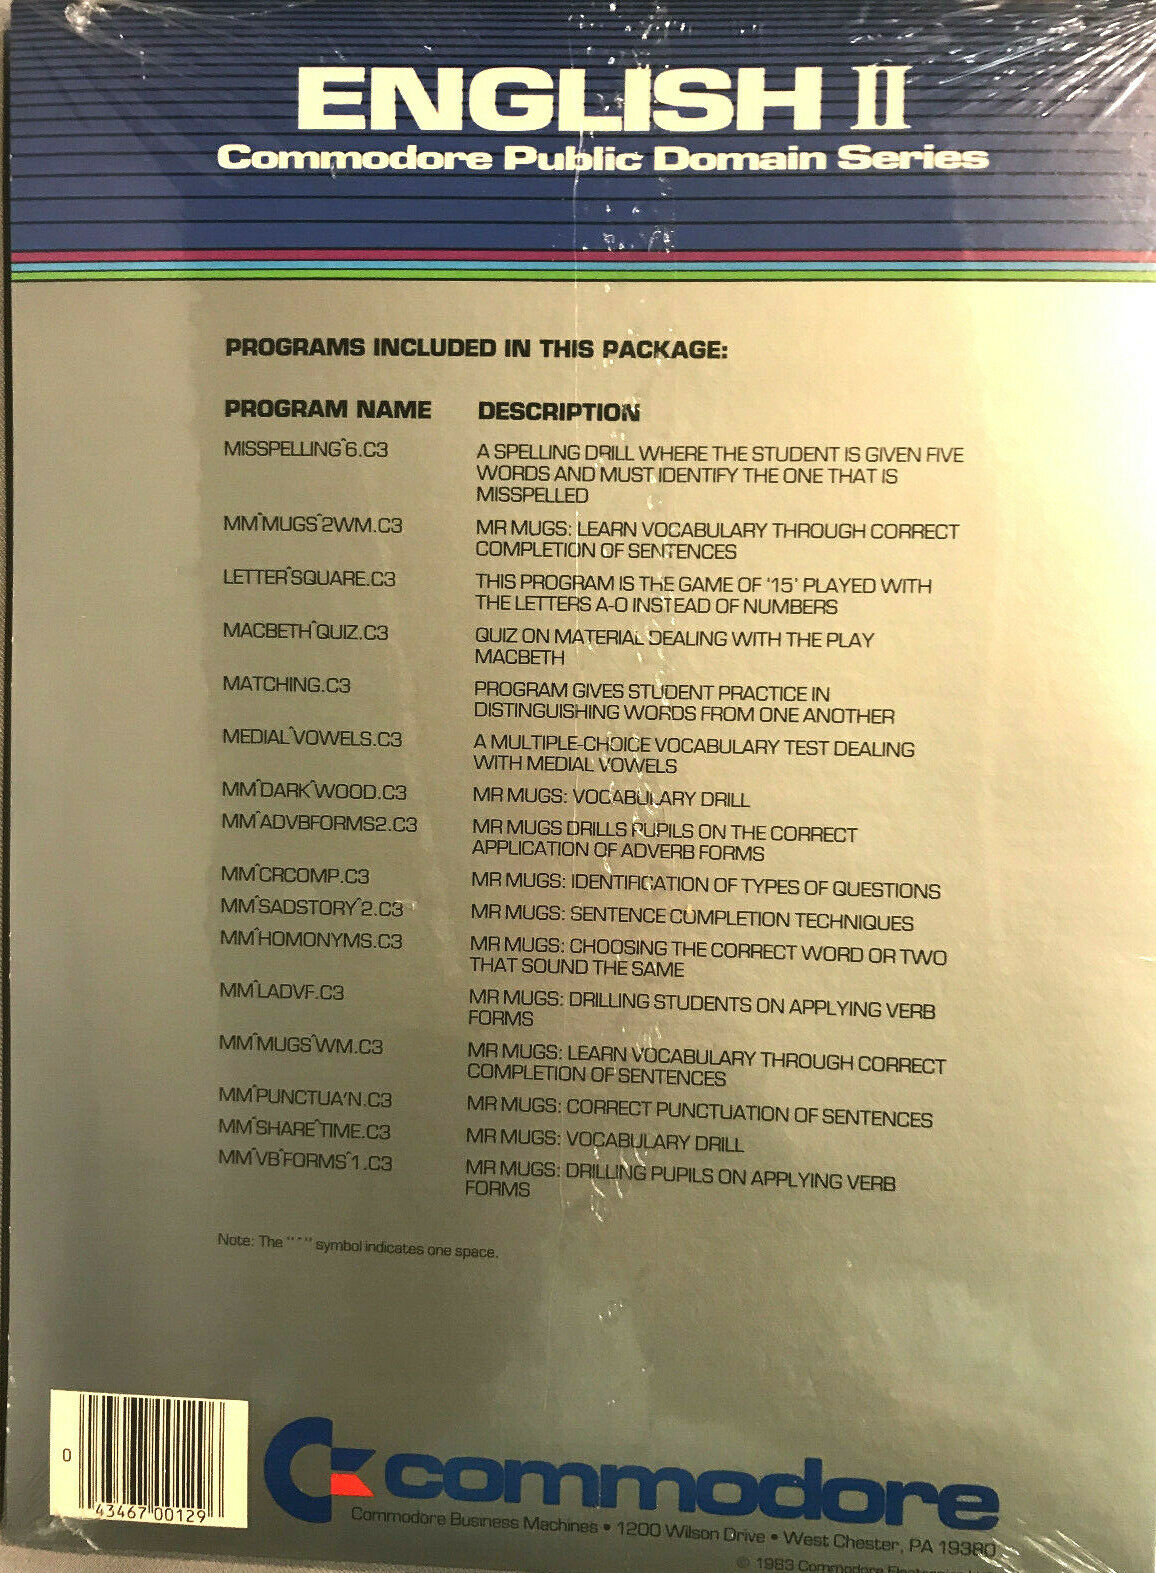 ENGLISH II
Commodore Public Domain Series
PROGRAMS INCLUDED IN THIS PACKAGE:
PROGRAM NAME DESCRIPTION
MISSPELLING^6.C3 A SPELLING DRILL WHERE THE STUDENT IS GIVEN FIVE
WORDS AND MUST IDENTIFY THE ONE THAT IS
MISSPELLED
MM^MUGS^2WM.C3 MR MUGS: LEARN VOCABULARY THROUGH CORRECT
COMPLETION OF SENTENCES
LETTER^SQUARE.C3 THIS PROGRAM IS THE GAME OF '15' PLAYED WITH
THE LETTERS A-O INSTEAD OF NUMBERS
MACBETH^QUIZ.C3 QUIZ ON MATERIAL DEALING WITH THE PLAY
MACBETH
MATCHING.C3 PROGRAM GIVES STUDENT PRACTICE IN
DISTINGUISHING WORDS FROM ONE ANOTHER
MEDIAL^VOWELS.C3 A MULTIPLE-CHOICE VOCABULARY TEST DEALING
WITH MEDIAL VOWELS
MM^DARK^WOOD.C3 MR MUGS: VOCABULARY DRILL
MM^ADVBFORMS2.C3 MR MUGS DRILLS PUPILS ON THE CORRECT
APPLICATION OF ADVERB FORMS
MM^CRCOMP.C3 MR MUGS: IDENTIFICATION OF TYPES OF QUESTIONS
MM^SADSTORY^2.C3 MR MUGS: SENTENCE COMPLETION TECHNIQUES
MM^HOMONYMS.C3 MR MUGS: CHOOSING THE CORRECT WORD OR TWO
THAT SOUND THE SAME
MM^LADVF.C3 MR MUGS: DRILLING STUDENTS ON APPLYING VERB
FORMS
MM^MUGS^WM.C3 MR MUGS: LEARN VOCABULARY THROUGH CORRECT
COMPLETION OF SENTENCES
MM^PUNCTUA'N.C3 MR MUGS: CORRECT PUNCTUATION OF SENTENCES
MM^SHARE^TIME.C3 MR MUGS: VOCABULARY DRILL
MM^VB^FORMS^1.C3 MR MUGS: DRILLING PUPILS ON APPLYING VERB
FORMS
Note: The "^" symbol indicates one space.
0 43467 00129
commodore
Commodore Business Machines • 1200 Wilson Drive • West Chester, PA 19380
© 1983 Commodore Electronics